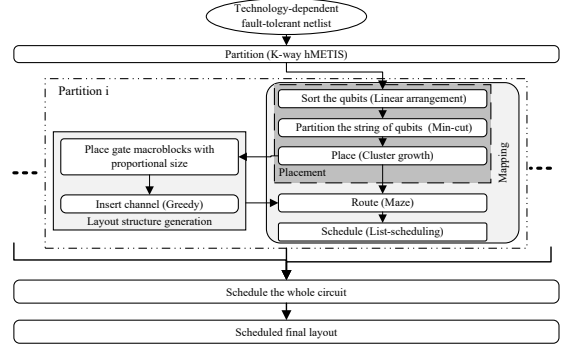 Technology-dependent
fault-tolerant netlist
Partition (K-way hMETIS)
Partition i
Sort the qubits (Linear arrangement)
Partition the string of qubits (Min-cut)
Place (Cluster growth)
Placement
Mapping
Place gate macroblocks with
proportional size
Insert channel (Greedy)
Layout structure generation
Route (Maze)
Schedule (List-scheduling)
Schedule the whole circuit
Scheduled final layout